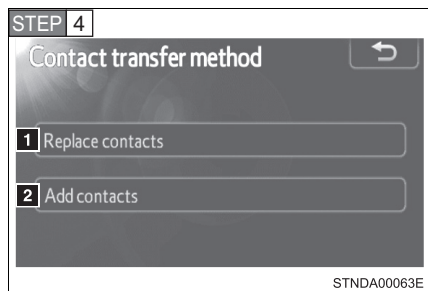 STEP 4
Contact transfer method
1 Replace contacts
2 Add contacts
STNDA00063E